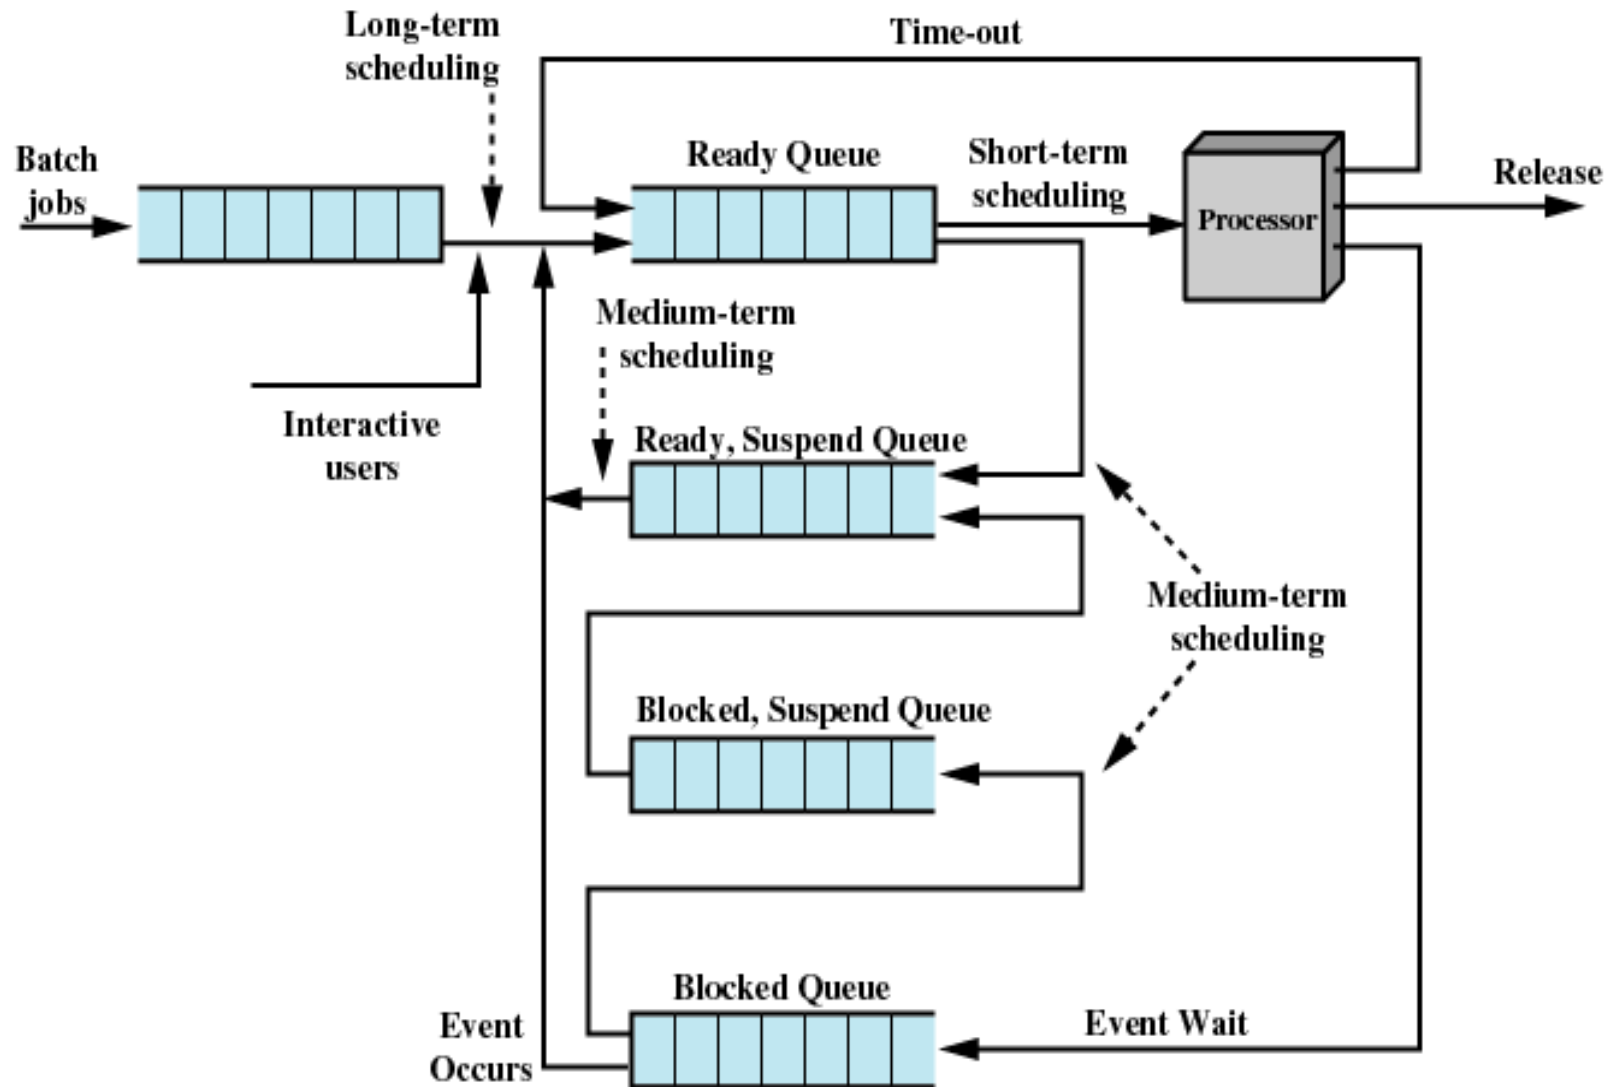 Long-term
scheduling
Time-out
Batch
jobs
Ready Queue
Short-term
scheduling
Processor
Release
Medium-term
scheduling
Interactive
users
Ready, Suspend Queue
Medium-term
scheduling
Blocked, Suspend Queue
Blocked Queue
Event
Occurs
Event Wait